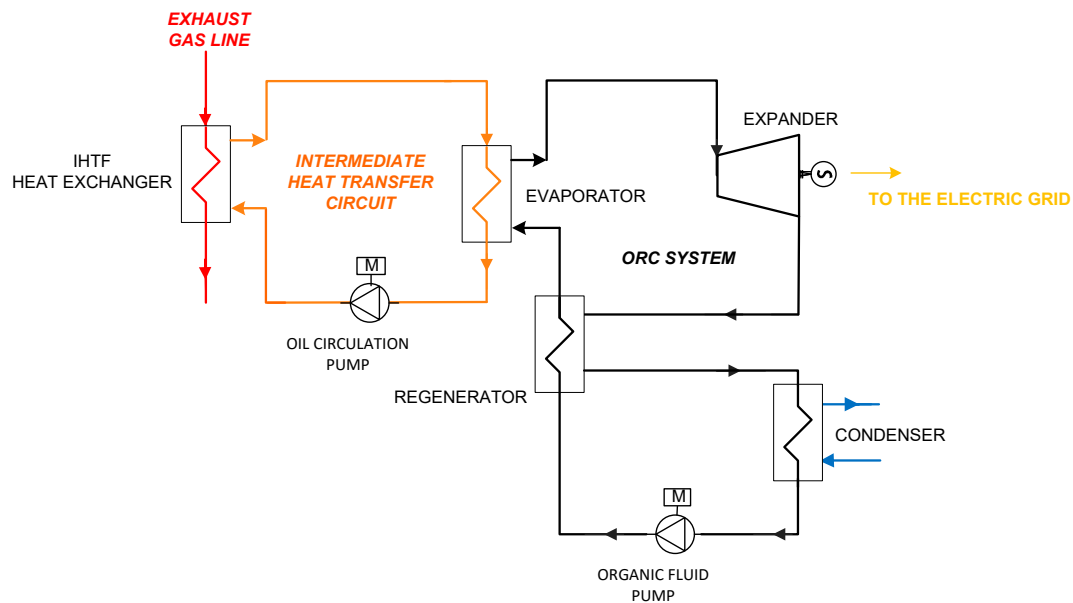 EXHAUST
GAS LINE
IHTF
HEAT EXCHANGER
INTERMEDIATE
HEAT TRANSFER
CIRCUIT
M
OIL CIRCULATION
PUMP
EVAPORATOR
EXPANDER
S
TO THE ELECTRIC GRID
ORC SYSTEM
REGENERATOR
CONDENSER
M
ORGANIC FLUID
PUMP